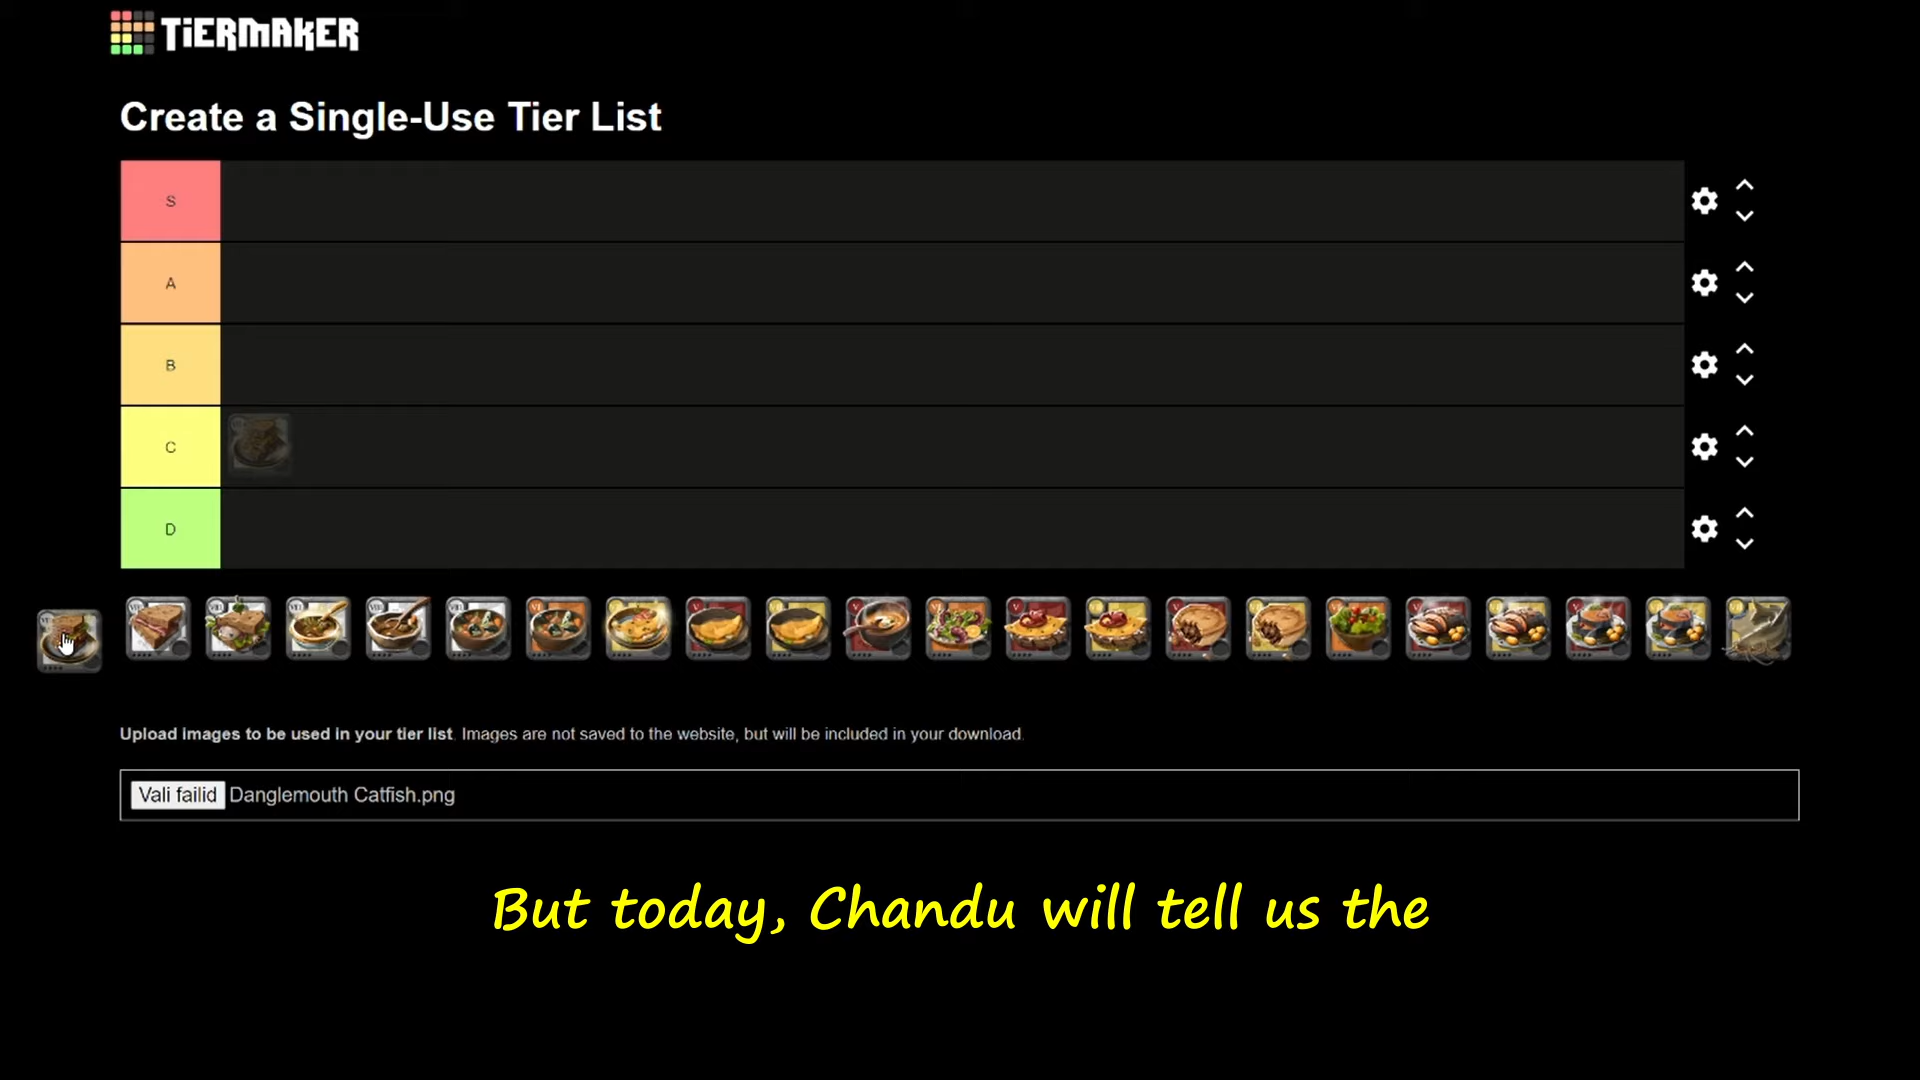 TiERMAKER
Create a Single-Use Tier List
S
A
B
C
D
Upload images to be used in your tier list. Images are not saved to the website, but will be included in your download.
Vali failid Danglemouth Catfish.png
But today, Chandu will tell us the